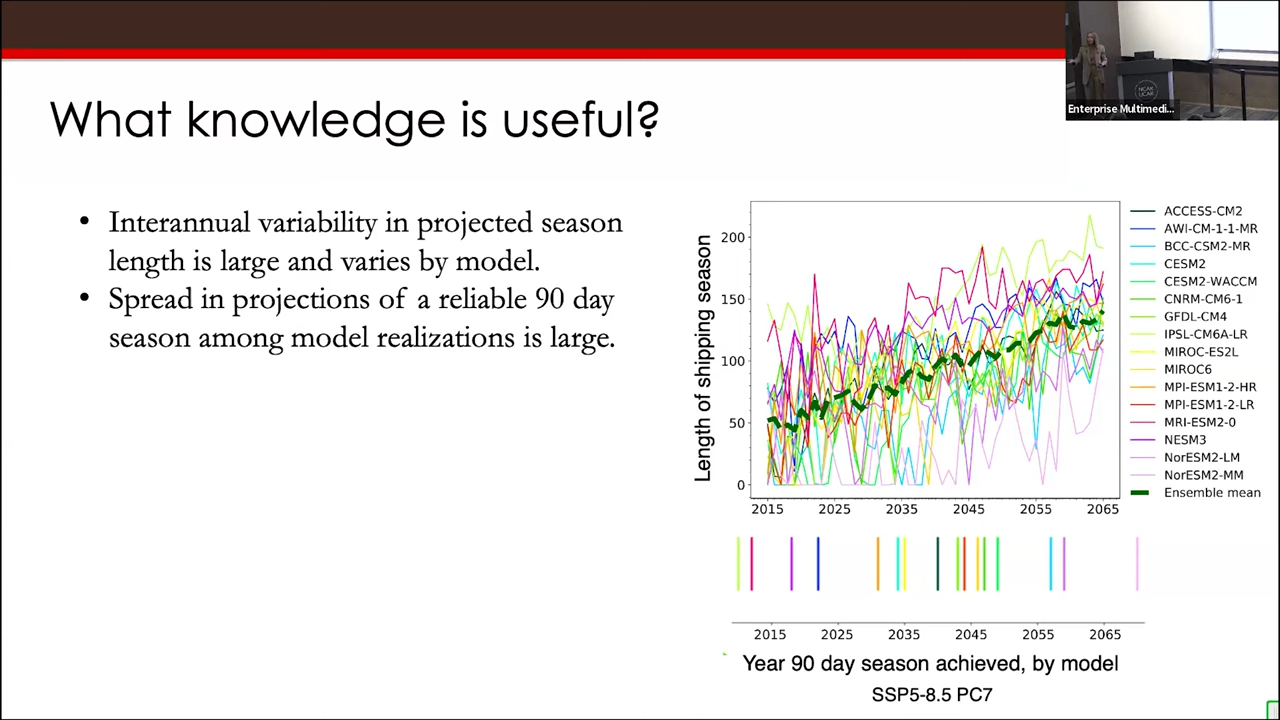 NCAR
UCAR
Enterprise Multimedi...
What knowledge is useful?
• Interannual variability in projected season
length is large and varies by model.
• Spread in projections of a reliable 90 day
season among model realizations is large.
Length of shipping season
200
150
100
50
0
2015 2025 2035 2045 2055 2065
ACCESS-CM2
AWI-CM-1-1-MR
BCC-CSM2-MR
CESM2
CESM2-WACCM
CNRM-CM6-1
GFDL-CM4
IPSL-CM6A-LR
MIROC-ES2L
MIROC6
MPI-ESM1-2-HR
MPI-ESM1-2-LR
MRI-ESM2-0
NESM3
NorESM2-LM
NorESM2-MM
Ensemble mean
2015 2025 2035 2045 2055 2065
Year 90 day season achieved, by model
SSP5-8.5 PC7